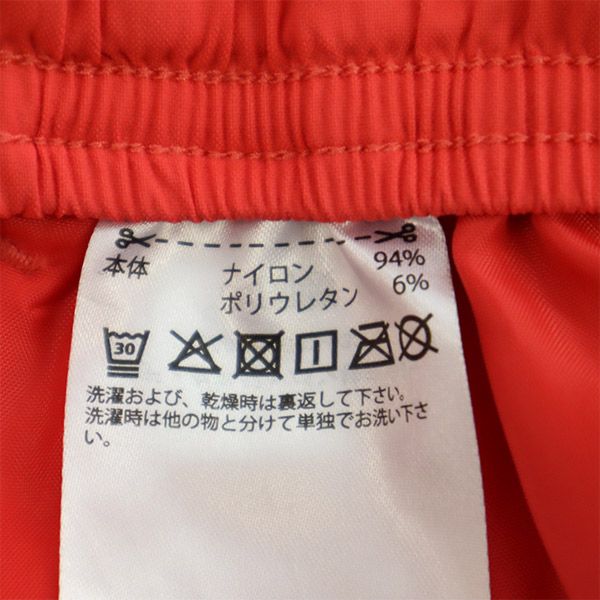 本体 ナイロン 94%
ポリウレタン 6%
30
洗濯および、乾燥時は裏返して下さい。
洗濯時は他の物と分けて単独でお洗い下さ
い。